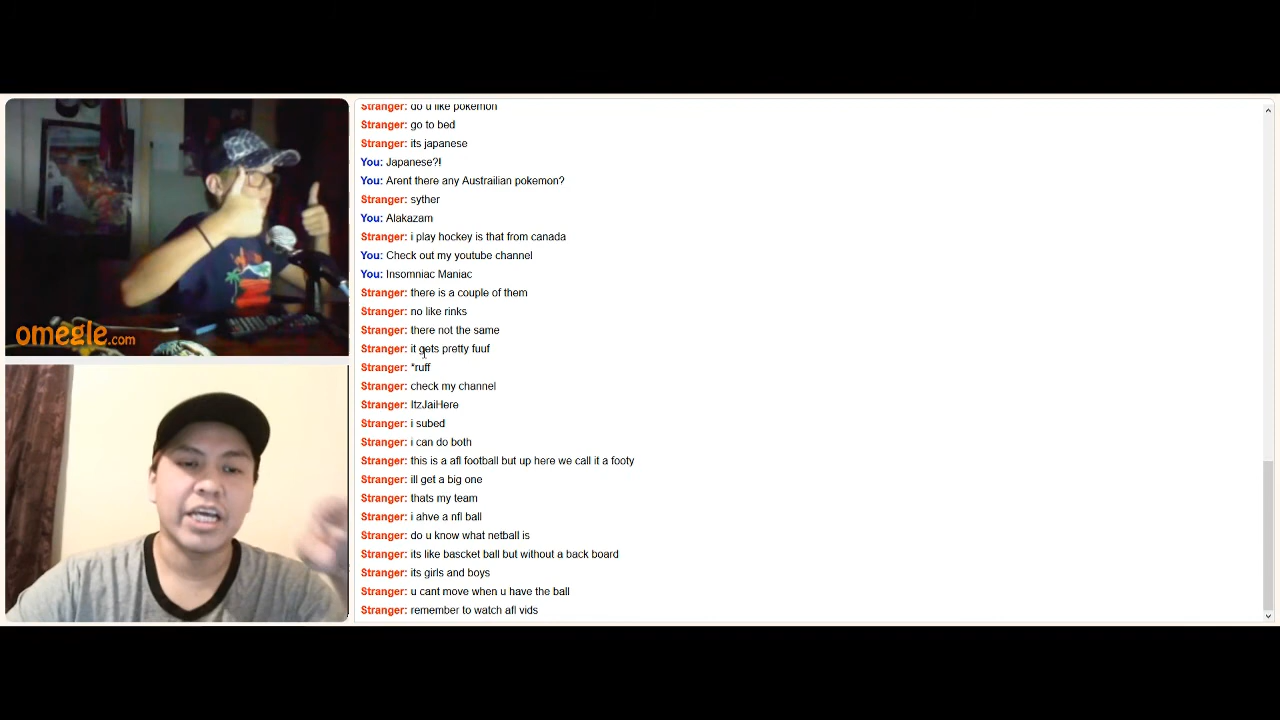 omegle.com
Stranger: do u like pokemon
Stranger: go to bed
Stranger: its japanese
You: Japanese?!
You: Arent there any Austrailian pokemon?
Stranger: syther
You: Alakazam
Stranger: i play hockey is that from canada
You: Check out my youtube channel
You: Insomniac Maniac
Stranger: there is a couple of them
Stranger: no like rinks
Stranger: there not the same
Stranger: it gets pretty fuuf
Stranger: *ruff
Stranger: check my channel
Stranger: ItzJaiHere
Stranger: i subed
Stranger: i can do both
Stranger: this is a afl football but up here we call it a footy
Stranger: ill get a big one
Stranger: thats my team
Stranger: i ahve a nfl ball
Stranger: do u know what netball is
Stranger: its like bascket ball but without a back board
Stranger: its girls and boys
Stranger: u cant move when u have the ball
Stranger: remember to watch afl vids